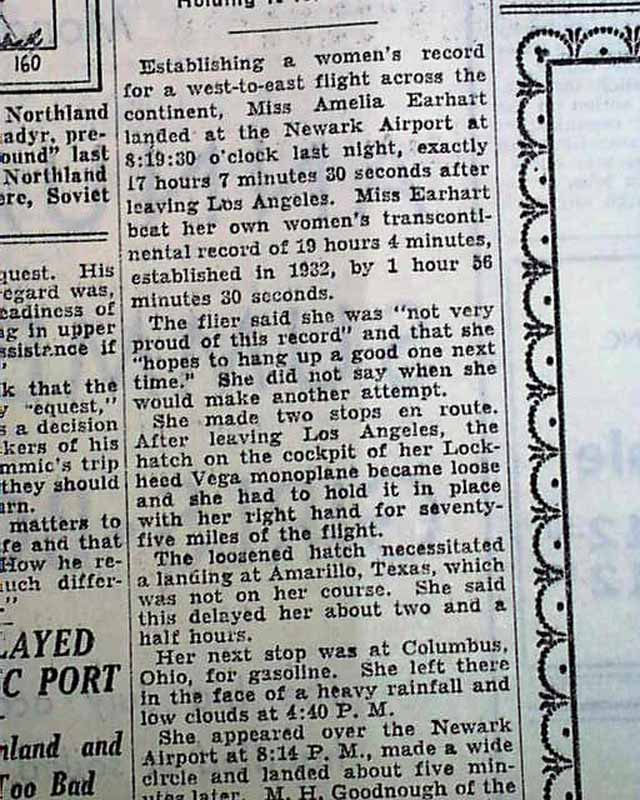 160
Northland
adyr, pre-
ound" last
Northland
ere, Soviet
quest. His
egard was,
eadiness of
ng in upper
ssistance if
k that the
y "equest,"
s a decision
kers of his
mmic's trip
they should
arn.
matters to
fe and that
How he re-
uch differ-
LAYED
C PORT
nland and
Too Bad
Establishing a women's record
for a west-to-east flight across the
continent, Miss Amelia Earhart
landed at the Newark Airport at
8:19:30 o'clock last night, exactly
17 hours 7 minutes 30 seconds after
leaving Los Angeles. Miss Earhart
beat her own women's transconti-
nental record of 19 hours 4 minutes,
established in 1932, by 1 hour 56
minutes 30 seconds.
The flier said she was "not very
proud of this record" and that she
"hopes to hang up a good one next
time." She did not say when she
would make another attempt.
She made two stops en route.
After leaving Los Angeles, the
hatch on the cockpit of her Lock-
heed Vega monoplane became loose
and she had to hold it in place
with her right hand for seventy-
five miles of the flight.
The loosened hatch necessitated
a landing at Amarillo, Texas, which
was not on her course. She said
this delayed her about two and a
half hours.
Her next stop was at Columbus,
Ohio, for gasoline. She left there
in the face of a heavy rainfall and
low clouds at 4:40 P. M.
She appeared over the Newark
Airport at 8:14 P. M., made a wide
circle and landed about five min-
utes later. M. H. Goodnough of the